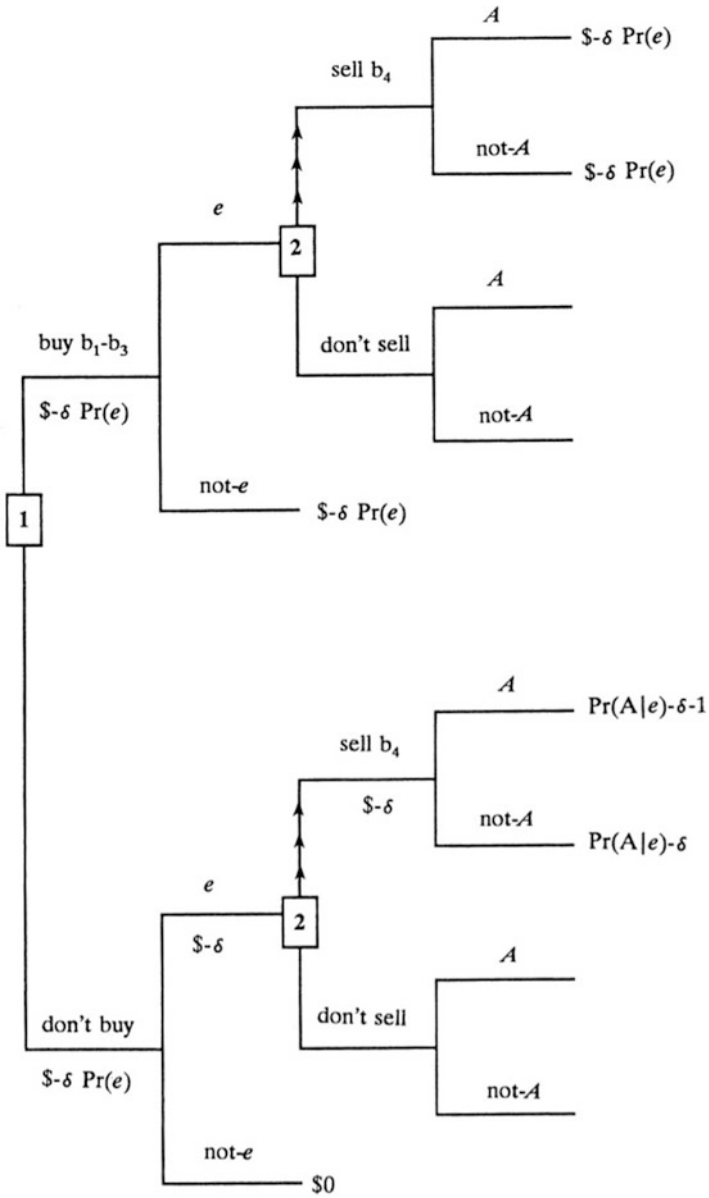 A
$-δ Pr(e)
sell b₄
not-A
$-δ Pr(e)
e
2
A
buy b₁-b₃
don't sell
$-δ Pr(e)
not-A
not-e
$-δ Pr(e)
1
A
Pr(A|e)-δ-1
sell b₄
$-δ
not-A
Pr(A|e)-δ
e
2
$-δ
A
don't buy
don't sell
$-δ Pr(e)
not-A
not-e
$0